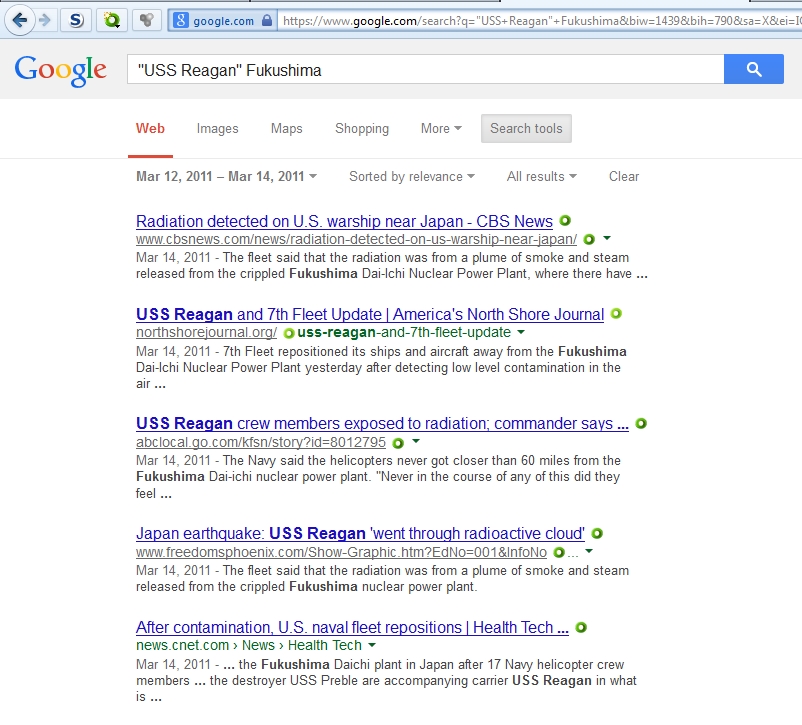 S
8 google.com https://www.google.com/search?q="USS+Reagan"+Fukushima&biw=1439&bih=790&sa=X&ei=I
Google
"USS Reagan" Fukushima
Web Images Maps Shopping More Search tools
Mar 12, 2011 – Mar 14, 2011 Sorted by relevance All results Clear
Radiation detected on U.S. warship near Japan - CBS News
www.cbsnews.com/news/radiation-detected-on-us-warship-near-japan/
Mar 14, 2011 - The fleet said that the radiation was from a plume of smoke and steam
released from the crippled Fukushima Dai-Ichi Nuclear Power Plant, where there have ...
USS Reagan and 7th Fleet Update | America's North Shore Journal
northshorejournal.org/ uss-reagan-and-7th-fleet-update
Mar 14, 2011 - 7th Fleet repositioned its ships and aircraft away from the Fukushima
Dai-Ichi Nuclear Power Plant yesterday after detecting low level contamination in the
air ...
USS Reagan crew members exposed to radiation; commander says ...
abclocal.go.com/kfsn/story?id=8012795
Mar 14, 2011 - The Navy said the helicopters never got closer than 60 miles from the
Fukushima Dai-ichi nuclear power plant. "Never in the course of any of this did they
feel ...
Japan earthquake: USS Reagan 'went through radioactive cloud'
www.freedomsphoenix.com/Show-Graphic.htm?EdNo=001&InfoNo ...
Mar 14, 2011 - The fleet said that the radiation was from a plume of smoke and steam
released from the crippled Fukushima nuclear power plant.
After contamination, U.S. naval fleet repositions | Health Tech ...
news.cnet.com › News › Health Tech
Mar 14, 2011 - ... the Fukushima Daichi plant in Japan after 17 Navy helicopter crew
members ... the destroyer USS Preble are accompanying carrier USS Reagan in what
is ...